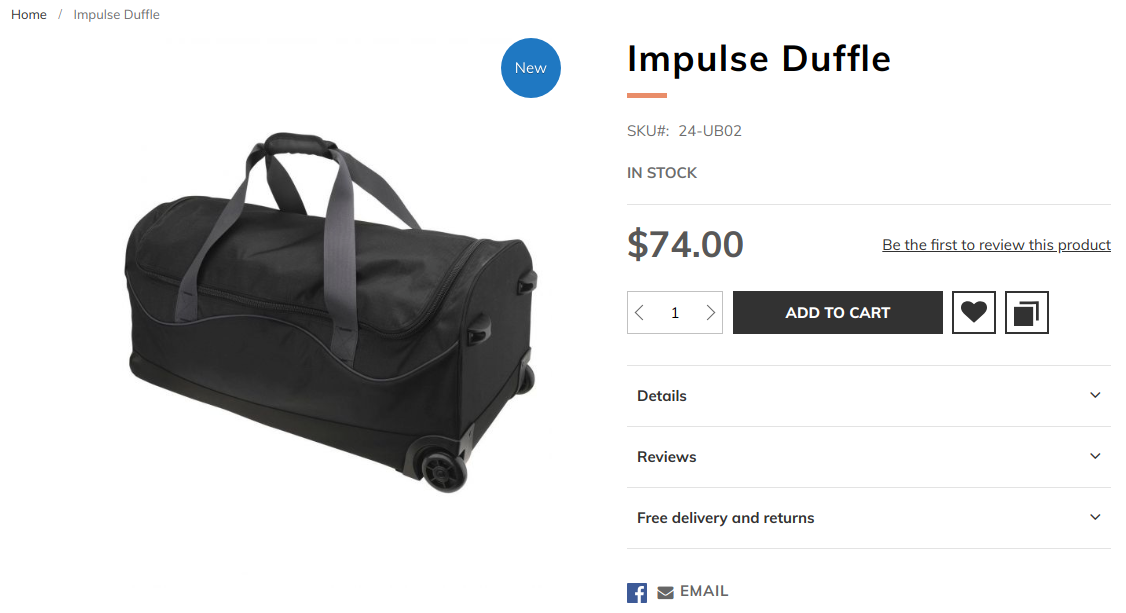 Home / Impulse Duffle
New
Impulse Duffle
SKU#: 24-UB02
IN STOCK
$74.00
Be the first to review this product
1
ADD TO CART
Details
Reviews
Free delivery and returns
EMAIL